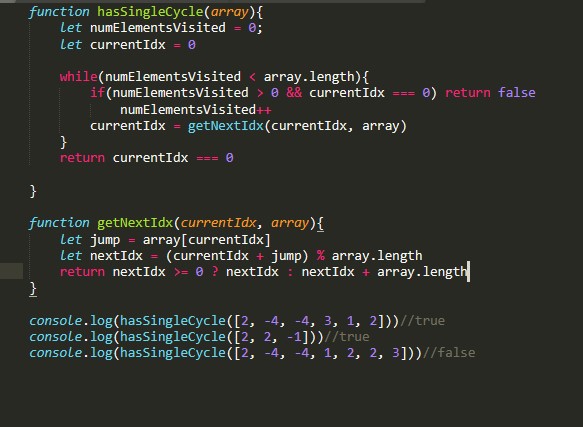 function hasSingleCycle(array){
    let numElementsVisited = 0;
    let currentIdx = 0
    while(numElementsVisited < array.length){
        if(numElementsVisited > 0 && currentIdx === 0) return false
            numElementsVisited++
        currentIdx = getNextIdx(currentIdx, array)
    }
    return currentIdx === 0
}
function getNextIdx(currentIdx, array){
    let jump = array[currentIdx]
    let nextIdx = (currentIdx + jump) % array.length
    return nextIdx >= 0 ? nextIdx : nextIdx + array.length
}
console.log(hasSingleCycle([2, -4, -4, 3, 1, 2]))//true
console.log(hasSingleCycle([2, 2, -1]))//true
console.log(hasSingleCycle([2, -4, -4, 1, 2, 2, 3]))//false